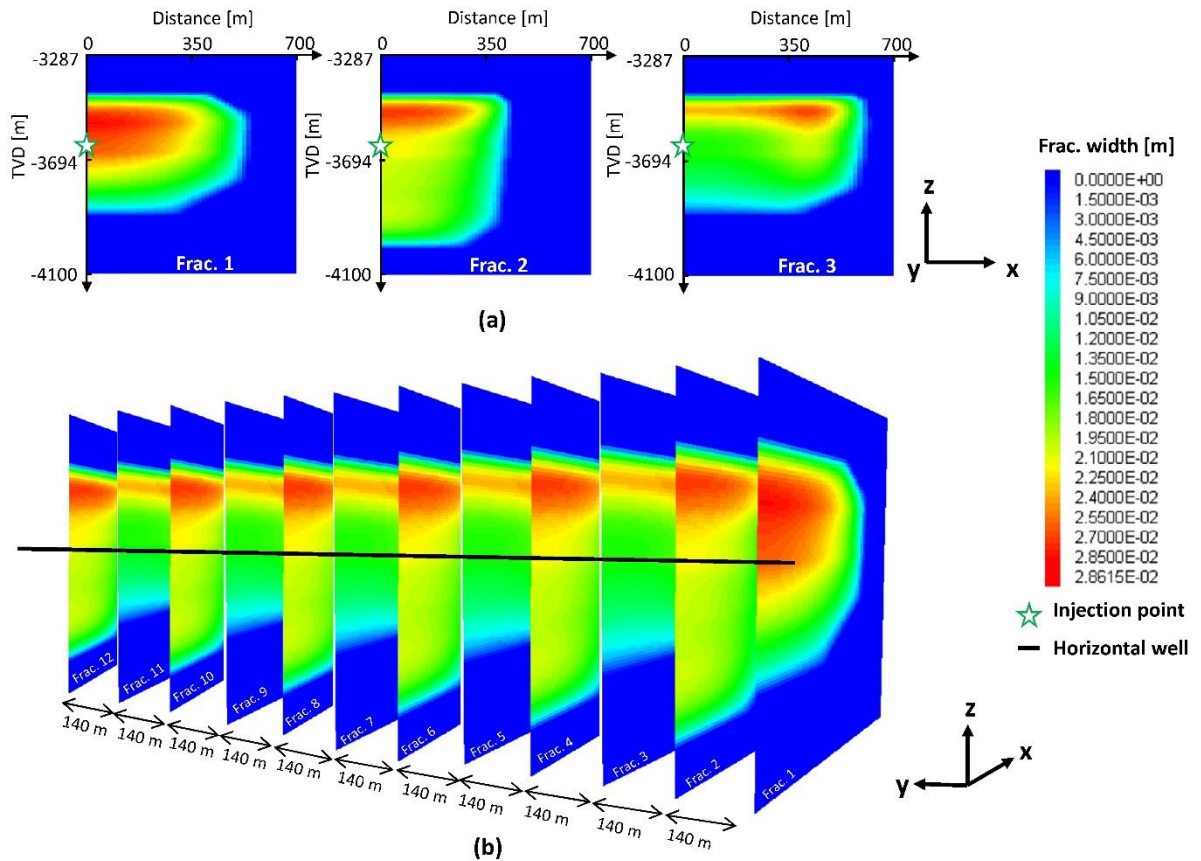 Distance [m]
0 350 700
-3287
TVD [m]
-3694
-4100
Frac. 1
Distance [m]
0 350 700
-3287
TVD [m]
-3694
-4100
Frac. 2
Distance [m]
0 350 700
-3287
TVD [m]
-3694
-4100
Frac. 3
z
y x
(a)
Frac. width [m]
0.0000E+00
1.5000E-03
3.0000E-03
4.5000E-03
6.0000E-03
7.5000E-03
9.0000E-03
1.0500E-02
1.2000E-02
1.3500E-02
1.6500E-02
1.8000E-02
1.9500E-02
2.1000E-02
2.2500E-02
2.4000E-02
2.5500E-02
2.7000E-02
2.8500E-02
2.8615E-02
Injection point
Horizontal well
Frac. 12
Frac. 11
Frac. 10
Frac. 9
Frac. 8
Frac. 7
Frac. 6
Frac. 5
Frac. 4
Frac. 3
Frac. 2
Frac. 1
140 m
140 m
140 m
140 m
140 m
140 m
140 m
140 m
140 m
140 m
140 m
z
x
y
(b)